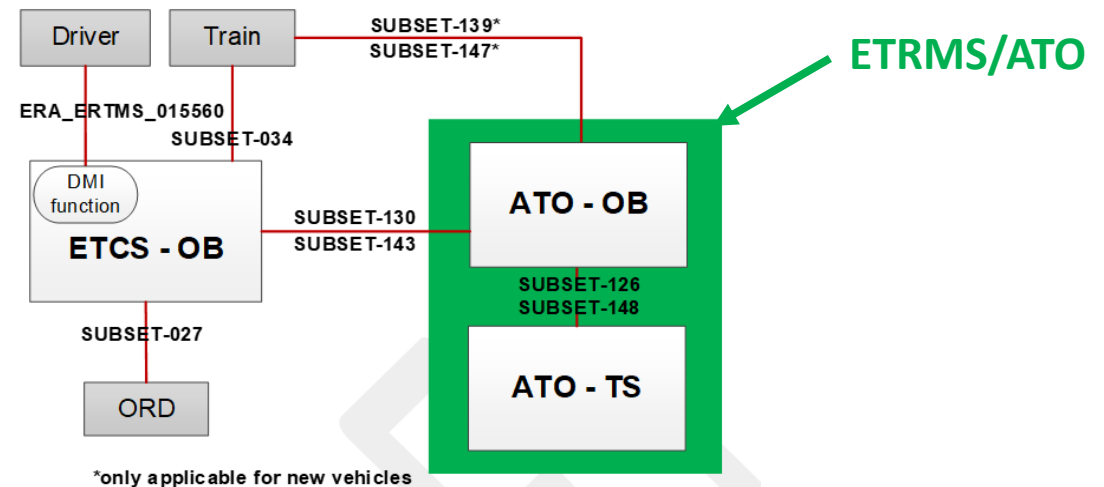 Driver
Train
SUBSET-139*
SUBSET-147*
ETRMS/ATO
ERA_ERTMS_015560
SUBSET-034
DMI
function
ETCS - OB
SUBSET-130
SUBSET-143
ATO - OB
SUBSET-126
SUBSET-148
ATO - TS
SUBSET-027
ORD
*only applicable for new vehicles